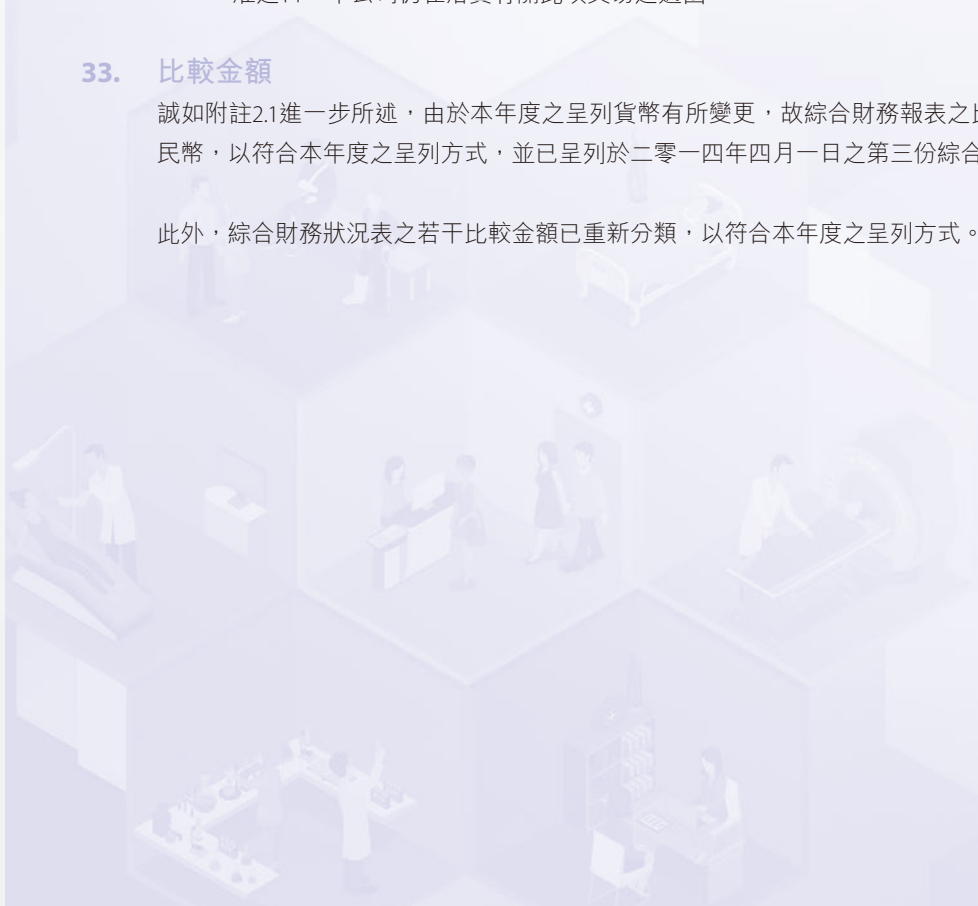 33. 比較金額
誠如附註2.1進一步所述，由於本年度之呈列貨幣有所變更，故綜合財務報表之
民幣，以符合本年度之呈列方式，並已呈列於二零一四年四月一日之第三份綜合
此外，綜合財務狀況表之若干比較金額已重新分類，以符合本年度之呈列方式。